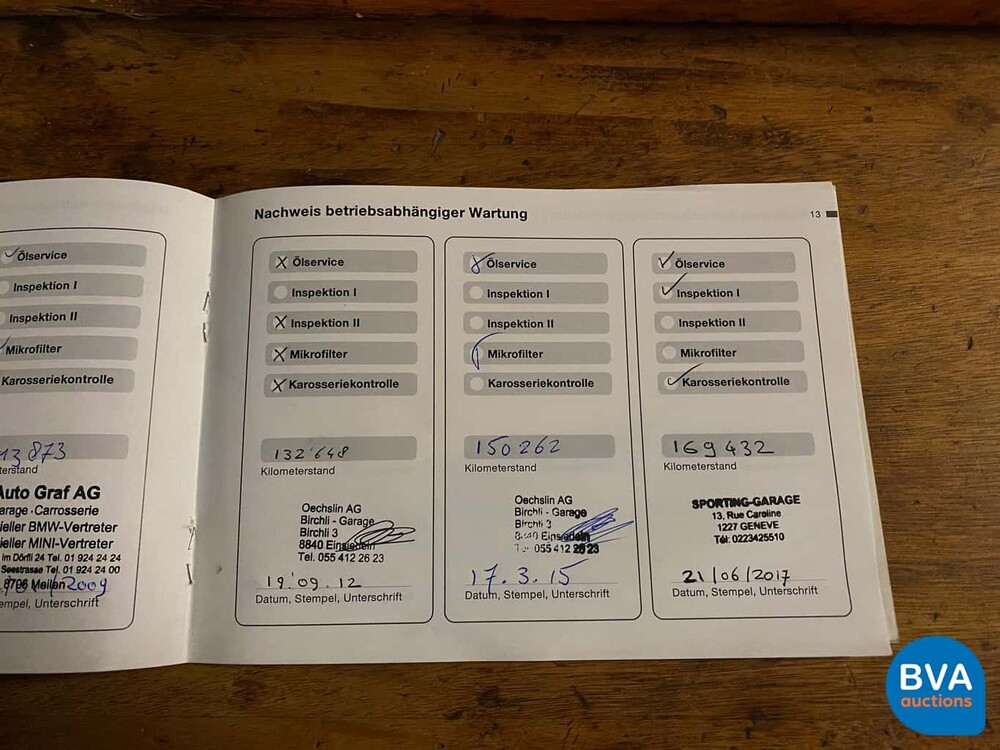 Ölservice
Inspektion I
Inspektion II
Mikrofilter
Karosseriekontrolle
13 873
terstand
Auto Graf AG
arage · Carrosserie
ieller BMW-Vertreter
ieller MINI-Vertreter
im Dörfli 24 Tel. 01 924 24 24
Seestrasse Tel. 01 924 24 00
8706 Meilen
2009
empel, Unterschrift
Nachweis betriebsabhängiger Wartung
13
Ölservice
Inspektion I
Inspektion II
Mikrofilter
Karosseriekontrolle
132'648
Kilometerstand
Oechslin AG
Birchli - Garage
Birchli 3
8840 Einsiedeln
Tel. 055 412 26 23
19.09.12
Datum, Stempel, Unterschrift
Ölservice
Inspektion I
Inspektion II
Mikrofilter
Karosseriekontrolle
150262
Kilometerstand
Oechslin AG
Birchli - Garage
Birchli 3
8840 Einsiedeln
055 412 26 23
17.3.15
Datum, Stempel, Unterschrift
Ölservice
Inspektion I
Inspektion II
Mikrofilter
Karosseriekontrolle
169432
Kilometerstand
SPORTING-GARAGE
13, Rue Caroline
1227 GENEVE
Tél: 0223425510
21/06/2017
Datum, Stempel, Unterschrift
BVA
auctions